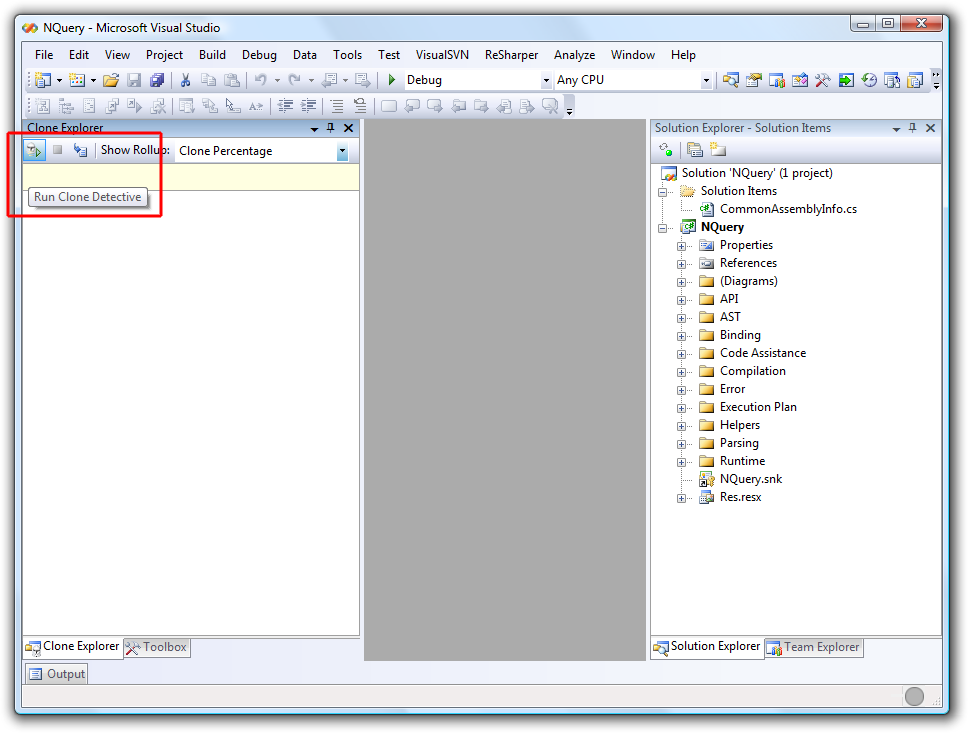 NQuery - Microsoft Visual Studio
File Edit View Project Build Debug Data Tools Test VisualSVN ReSharper Analyze Window Help
Debug Any CPU
Clone Explorer
Show Rollup: Clone Percentage
Run Clone Detective
Solution Explorer - Solution Items
Solution 'NQuery' (1 project)
Solution Items
CommonAssemblyInfo.cs
NQuery
Properties
References
(Diagrams)
API
AST
Binding
Code Assistance
Compilation
Error
Execution Plan
Helpers
Parsing
Runtime
NQuery.snk
Res.resx
Clone Explorer Toolbox
Solution Explorer Team Explorer
Output